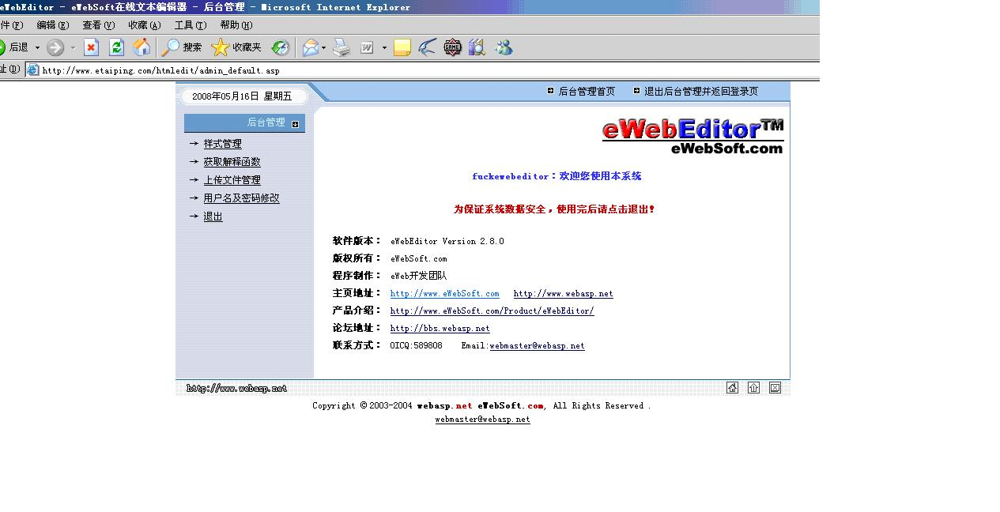 eWebEditor - eWebSoft在线文本编辑器 - 后台管理 - Microsoft Internet Explorer
件(F) 编辑(E) 查看(V) 收藏(A) 工具(T) 帮助(H)
后退 搜索 收藏夹 W GAME
址(D) http://www.etaiping.com/htmledit/admin_default.asp
2008年05月16日 星期五 后台管理首页 退出后台管理并返回登录页
后台管理
样式管理
获取解释函数
上传文件管理
用户名及密码修改
退出
eWebEditor™
eWebSoft.com
fuckewebeditor：欢迎您使用本系统
为保证系统数据安全，使用完后请点击退出！
软件版本： eWebEditor Version 2.8.0
版权所有： eWebSoft.com
程序制作： eWeb开发团队
主页地址： http://www.eWebSoft.com http://www.webasp.net
产品介绍： http://www.eWebSoft.com/Product/eWebEditor/
论坛地址： http://bbs.webasp.net
联系方式： OICQ:589808 Email:webmaster@webasp.net
http://www.webasp.net
Copyright © 2003-2004 webasp.net eWebSoft.com, All Rights Reserved .
webmaster@webasp.net